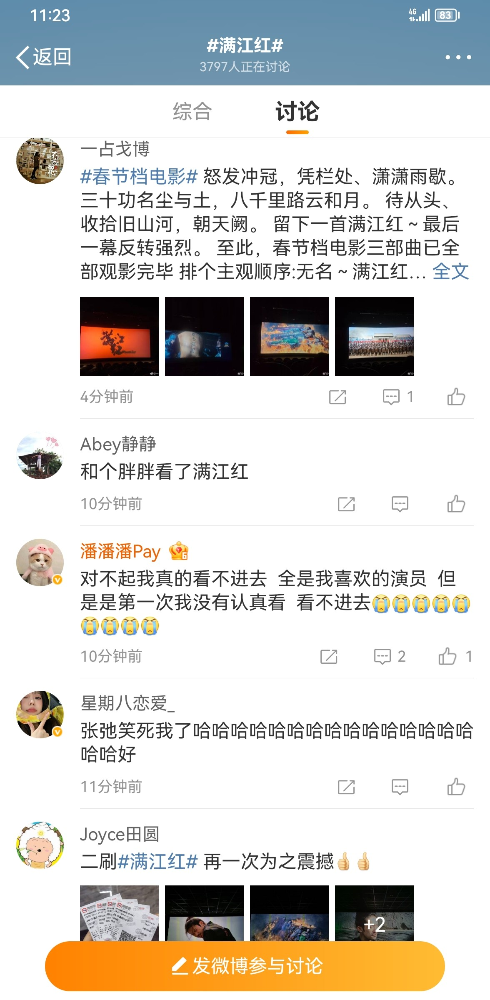 11:23
4G
83
返回
#满江红#
3797人正在讨论
综合
讨论
不忘初心
一占戈博
#春节档电影# 怒发冲冠，凭栏处、潇潇雨歇。
三十功名尘与土，八千里路云和月。 待从头、
收拾旧山河，朝天阙。 留下一首满江红～最后
一幕反转强烈。 至此，春节档电影三部曲已全
部观影完毕 排个主观顺序:无名～满江红... 全文
满江红
4分钟前
1
Abey静静
和个胖胖看了满江红
10分钟前
潘潘潘Pay
6
对不起我真的看不进去 全是我喜欢的演员 但
是是第一次我没有认真看 看不进去😭😭😭😭😭
😭😭😭😭
10分钟前
2
1
星期八恋爱_
张弛笑死我了哈哈哈哈哈哈哈哈哈哈哈哈哈哈哈
哈哈好
11分钟前
Joyce田圆
二刷#满江红# 再一次为之震撼👍👍
+2
发微博参与讨论